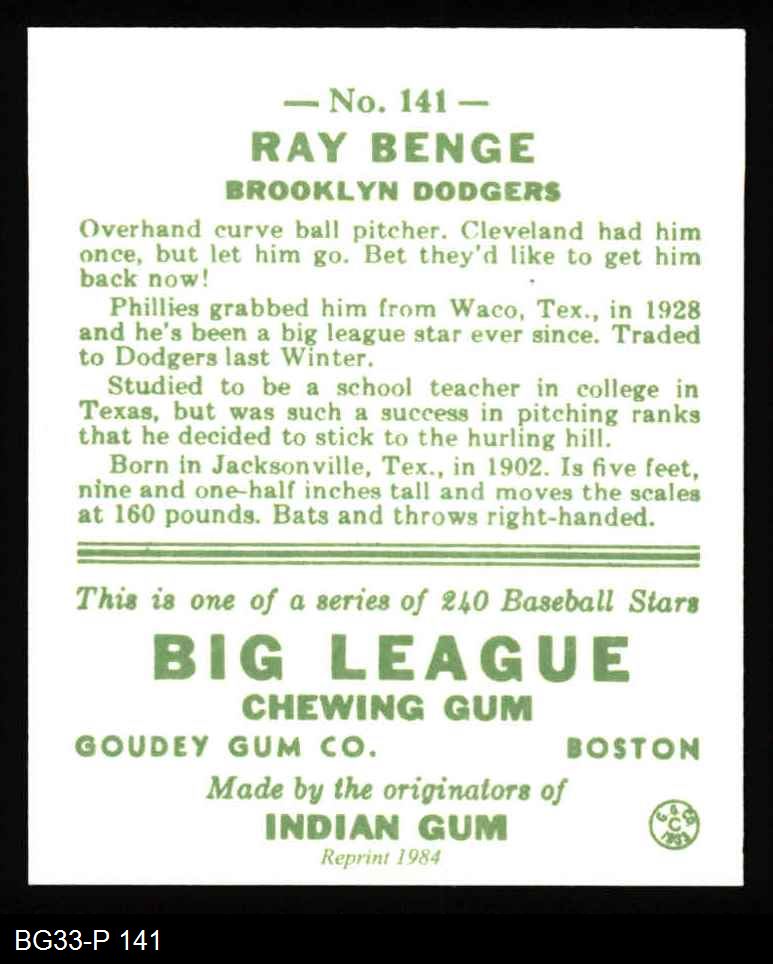 — No. 141 —
RAY BENGE
BROOKLYN DODGERS
Overhand curve ball pitcher. Cleveland had him
once, but let him go. Bet they'd like to get him
back now!
Phillies grabbed him from Waco, Tex., in 1928
and he's been a big league star ever since. Traded
to Dodgers last Winter.
Studied to be a school teacher in college in
Texas, but was such a success in pitching ranks
that he decided to stick to the hurling hill.
Born in Jacksonville, Tex., in 1902. Is five feet,
nine and one-half inches tall and moves the scales
at 160 pounds. Bats and throws right-handed.
This is one of a series of 240 Baseball Stars
BIG LEAGUE
CHEWING GUM
GOUDEY GUM CO. BOSTON
Made by the originators of
INDIAN GUM
Reprint 1984
G. G. Co.
C
1933
BG33-P 141